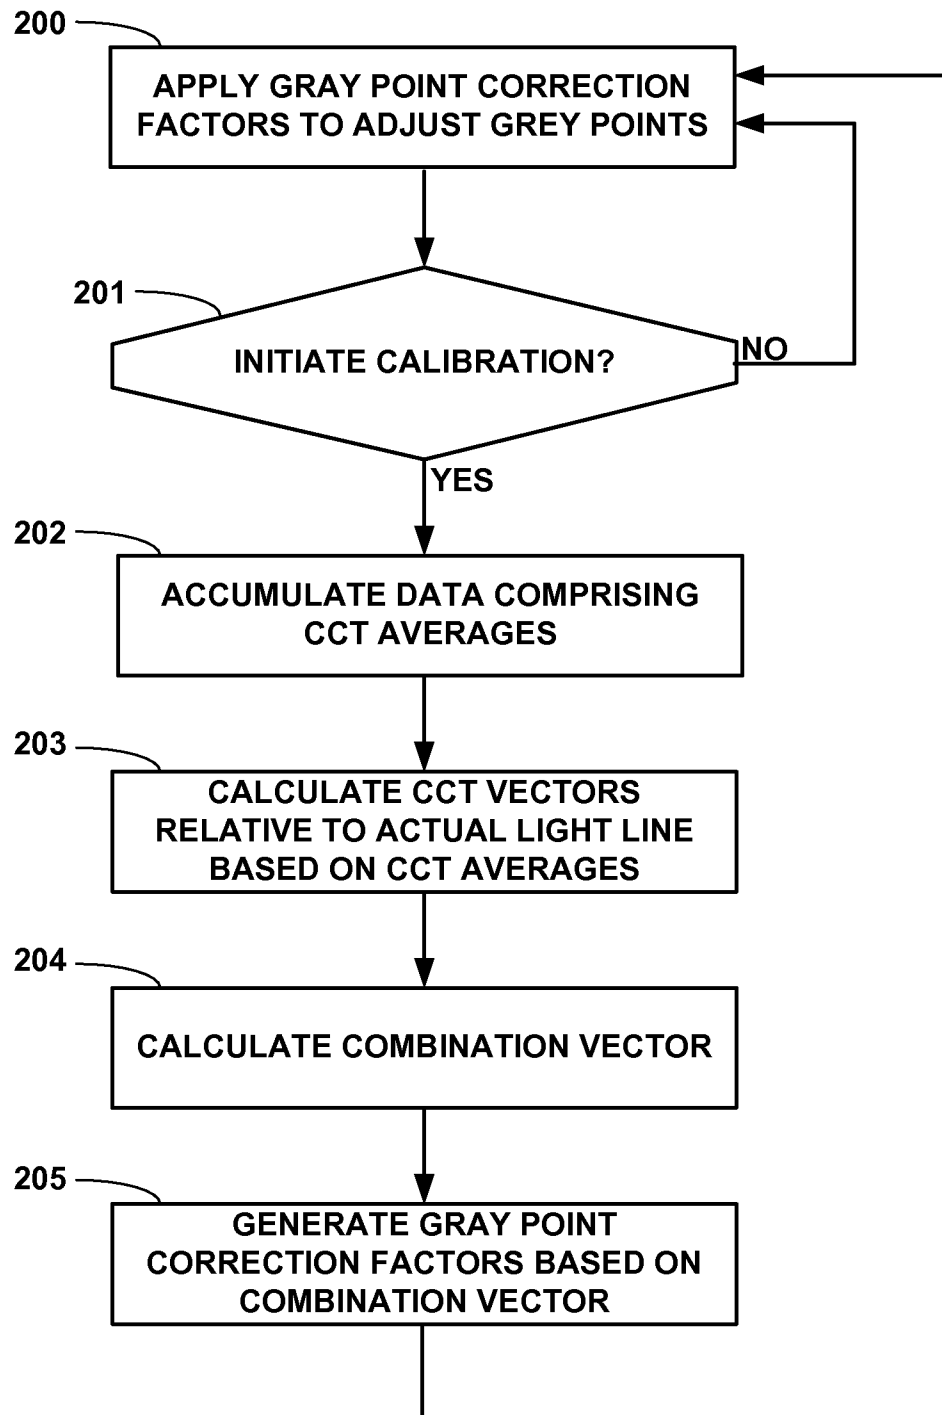 200
APPLY GRAY POINT CORRECTION
FACTORS TO ADJUST GREY POINTS
201
INITIATE CALIBRATION?
NO
YES
202
ACCUMULATE DATA COMPRISING
CCT AVERAGES
203
CALCULATE CCT VECTORS
RELATIVE TO ACTUAL LIGHT LINE
BASED ON CCT AVERAGES
204
CALCULATE COMBINATION VECTOR
205
GENERATE GRAY POINT
CORRECTION FACTORS BASED ON
COMBINATION VECTOR